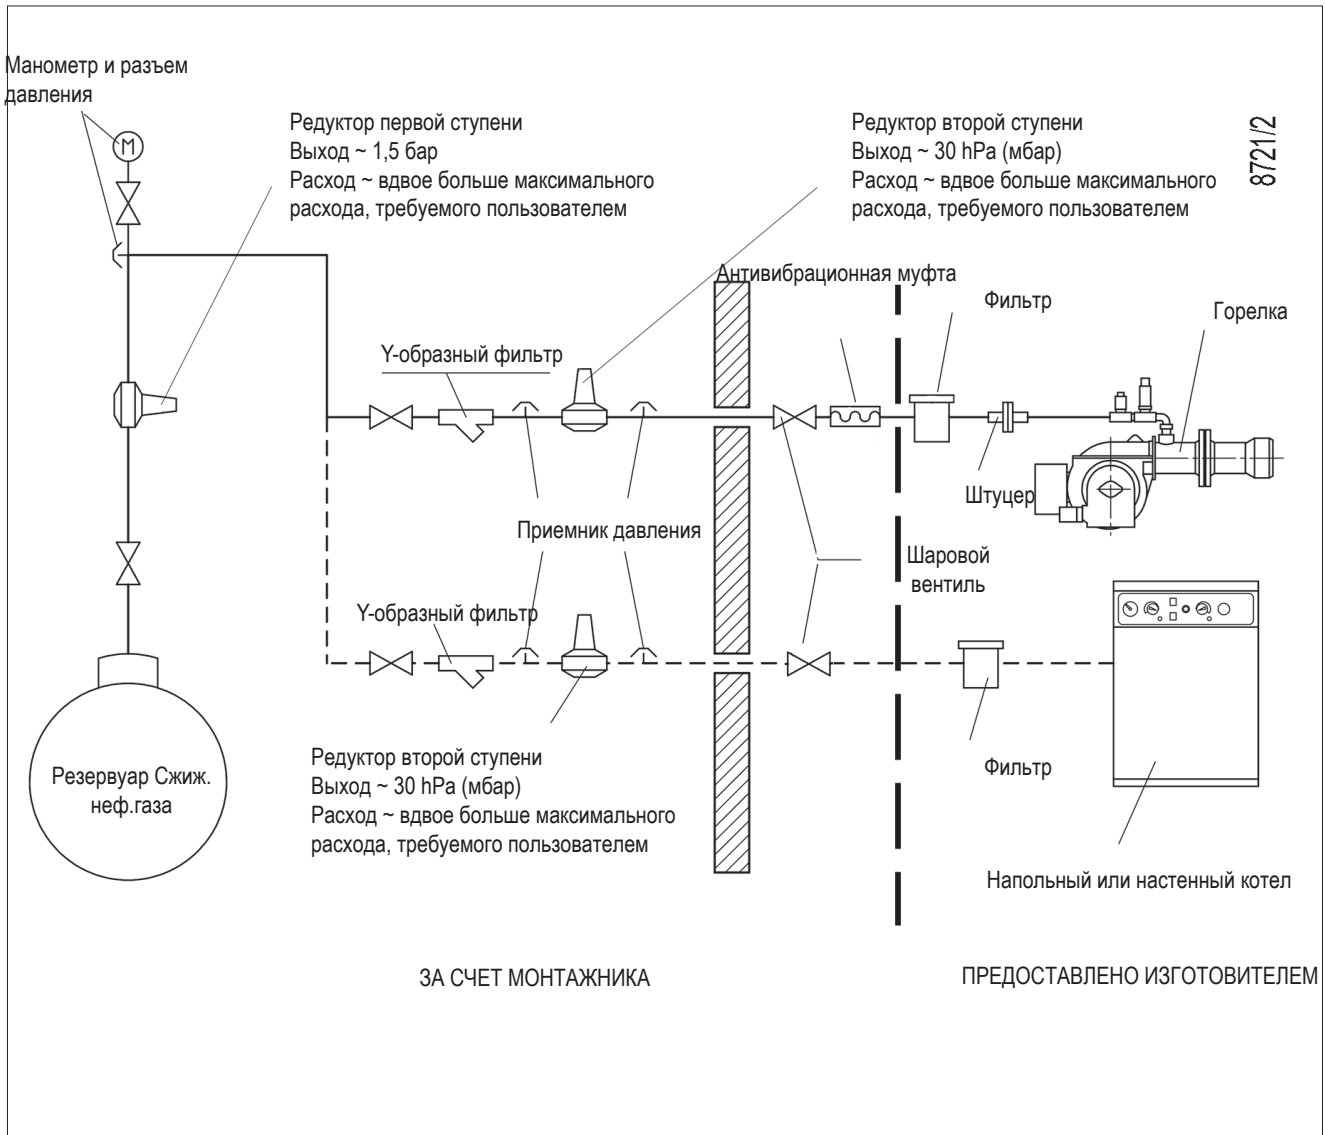 Манометр и разъем
давления
M
Редуктор первой ступени
Выход ~ 1,5 бар
Расход ~ вдвое больше максимального
расхода, требуемого пользователем
Редуктор второй ступени
Выход ~ 30 hPa (мбар)
Расход ~ вдвое больше максимального
расхода, требуемого пользователем
8721/2
Антивибрационная муфта
Фильтр
Горелка
Y-образный фильтр
Штуцер
Приемник давления
Шаровой
вентиль
Y-образный фильтр
Резервуар Сжиж.
неф.газа
Редуктор второй ступени
Выход ~ 30 hPa (мбар)
Расход ~ вдвое больше максимального
расхода, требуемого пользователем
Фильтр
Напольный или настенный котел
ЗА СЧЕТ МОНТАЖНИКА
ПРЕДОСТАВЛЕНО ИЗГОТОВИТЕЛЕМ